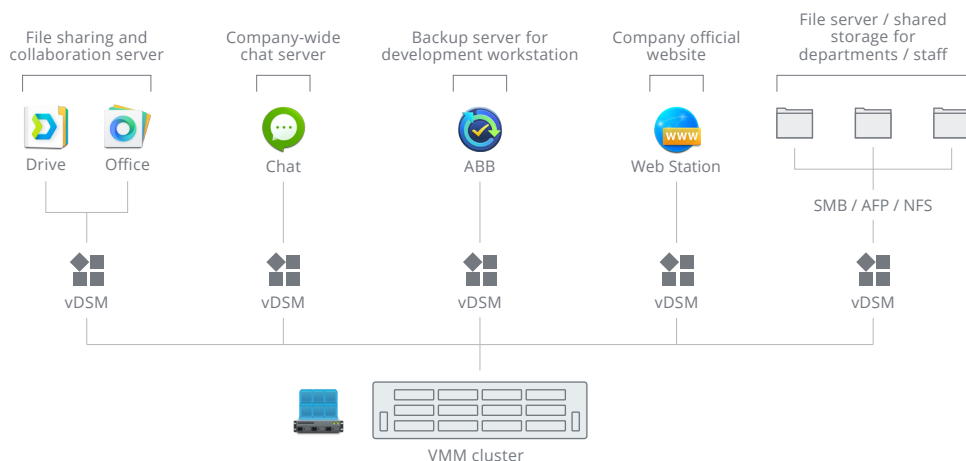 File sharing and
collaboration server
Company-wide
chat server
Backup server for
development workstation
Company official
website
File server / shared
storage for
departments / staff
Drive
Office
Chat
ABB
WWW
Web Station
SMB / AFP / NFS
vDSM
vDSM
vDSM
vDSM
vDSM
VMM cluster